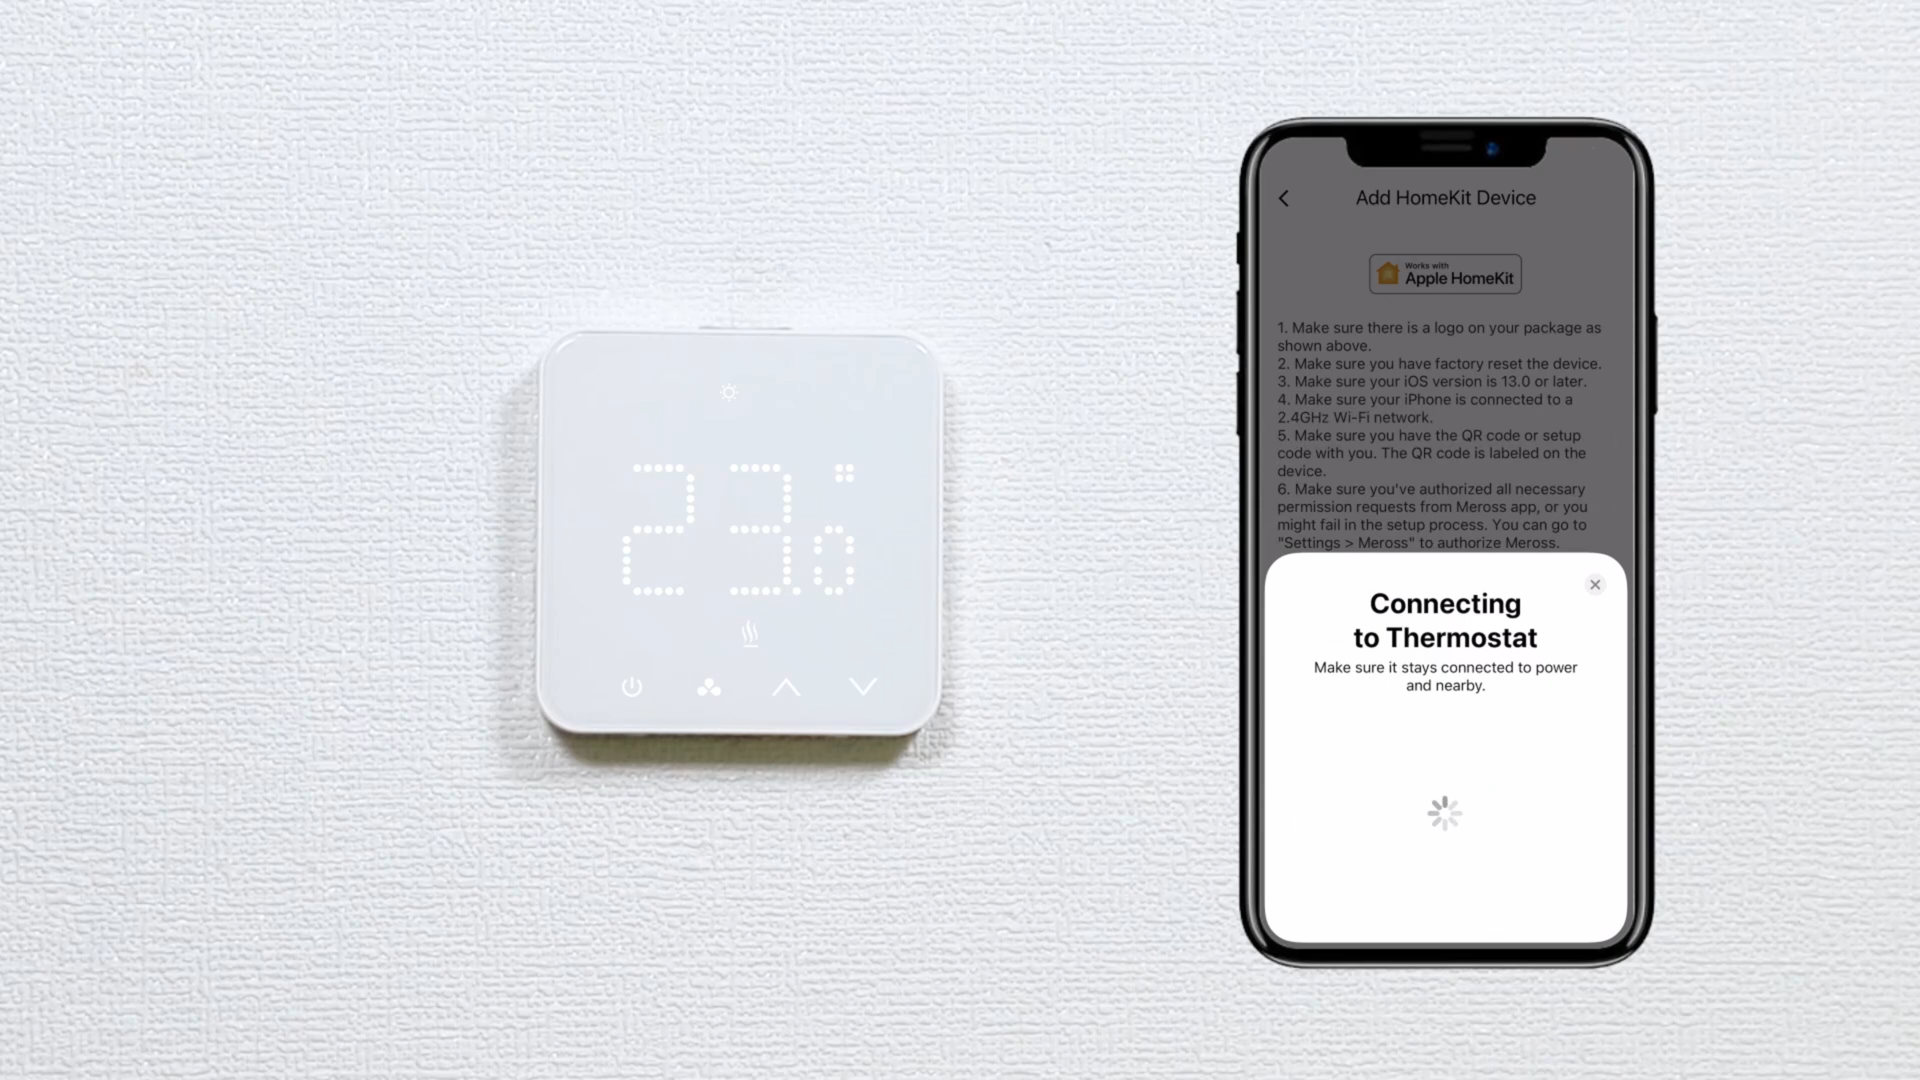 23.0°
Add HomeKit Device
Works with
Apple HomeKit
1. Make sure there is a logo on your package as
shown above.
2. Make sure you have factory reset the device.
3. Make sure your iOS version is 13.0 or later.
4. Make sure your iPhone is connected to a
2.4GHz Wi-Fi network.
5. Make sure you have the QR code or setup
code with you. The QR code is labeled on the
device.
6. Make sure you've authorized all necessary
permission requests from Meross app, or you
might fail in the setup process. You can go to
"Settings > Meross" to authorize Meross.
Connecting
to Thermostat
Make sure it stays connected to power
and nearby.